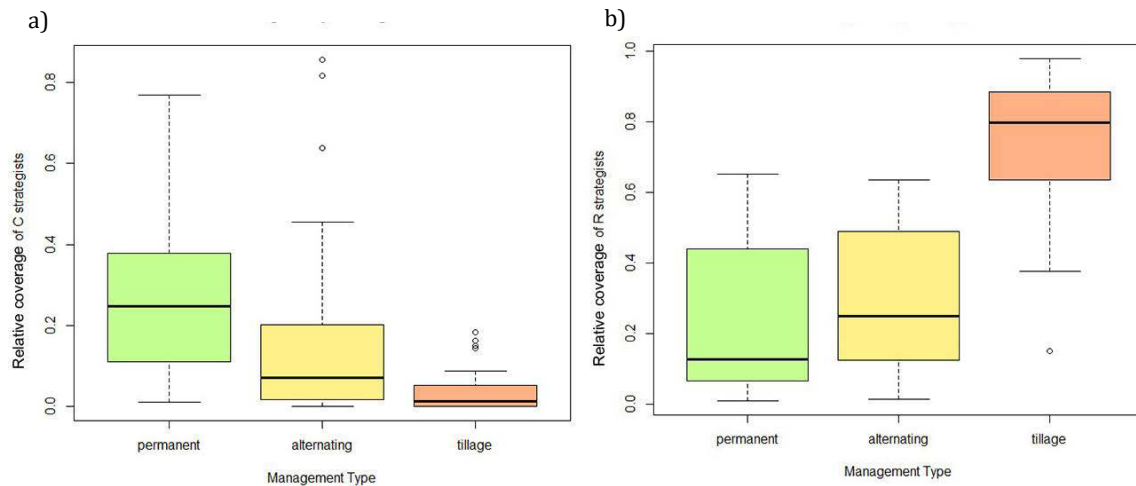 a)
Relative coverage of C strategists
0.8
0.6
0.4
0.2
0.0
permanent alternating tillage
Management Type
b)
Relative coverage of R strategists
1.0
0.8
0.6
0.4
0.2
0.0
permanent alternating tillage
Management Type